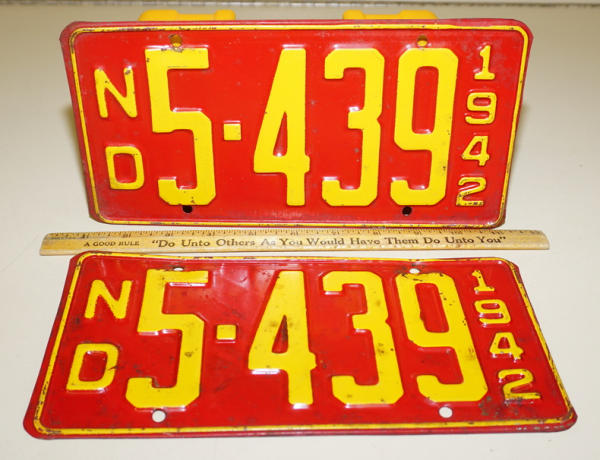 ND 5·439 1942
A GOOD RULE "Do Unto Others As You Would Have Them Do Unto You"
ND 5·439 1942